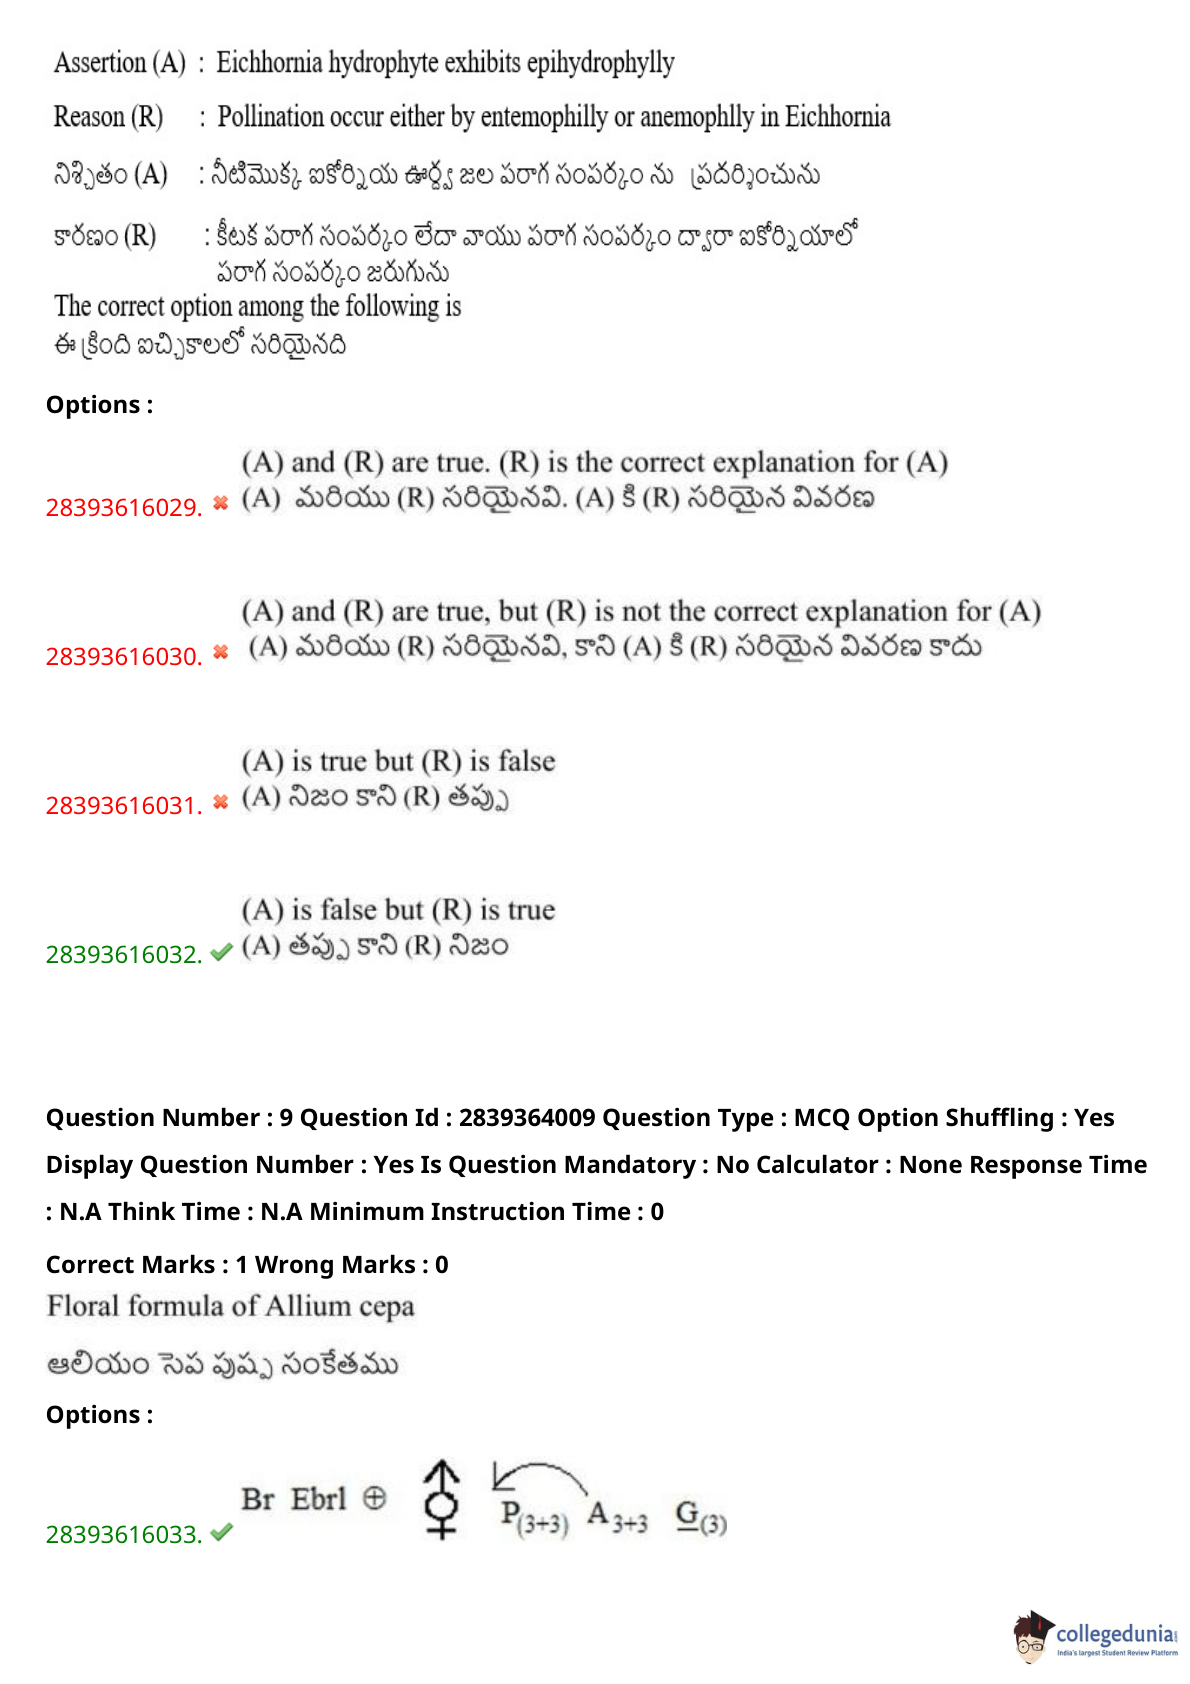 Assertion (A) : Eichhornia hydrophyte exhibits epihydrophylly
Reason (R) : Pollination occur either by entemophilly or anemophlly in Eichhornia
నిశ్చితం (A) : నీటిమొక్క ఐకోర్నియ ఊర్ధ్వ జల పరాగ సంపర్కం ను ప్రదర్శించును
కారణం (R) : కీటక పరాగ సంపర్కం లేదా వాయు పరాగ సంపర్కం ద్వారా ఐకోర్నియాలో
పరాగ సంపర్కం జరుగును
The correct option among the following is
ఈ క్రింది ఐచ్ఛికాలలో సరియైనది
Options :
(A) and (R) are true. (R) is the correct explanation for (A)
28393616029. (A) మరియు (R) సరియైనవి. (A) కి (R) సరియైన వివరణ
(A) and (R) are true, but (R) is not the correct explanation for (A)
28393616030. (A) మరియు (R) సరియైనవి, కాని (A) కి (R) సరియైన వివరణ కాదు
(A) is true but (R) is false
28393616031. (A) నిజం కాని (R) తప్పు
(A) is false but (R) is true
28393616032. (A) తప్పు కాని (R) నిజం
Question Number : 9 Question Id : 2839364009 Question Type : MCQ Option Shuffling : Yes
Display Question Number : Yes Is Question Mandatory : No Calculator : None Response Time
: N.A Think Time : N.A Minimum Instruction Time : 0
Correct Marks : 1 Wrong Marks : 0
Floral formula of Allium cepa
ఆలియం సెప పుష్ప సంకేతము
Options :
28393616033. Br Ebrl ⊕ P(3+3) A3+3 G(3)
collegedunia
India's largest Student Review Platform